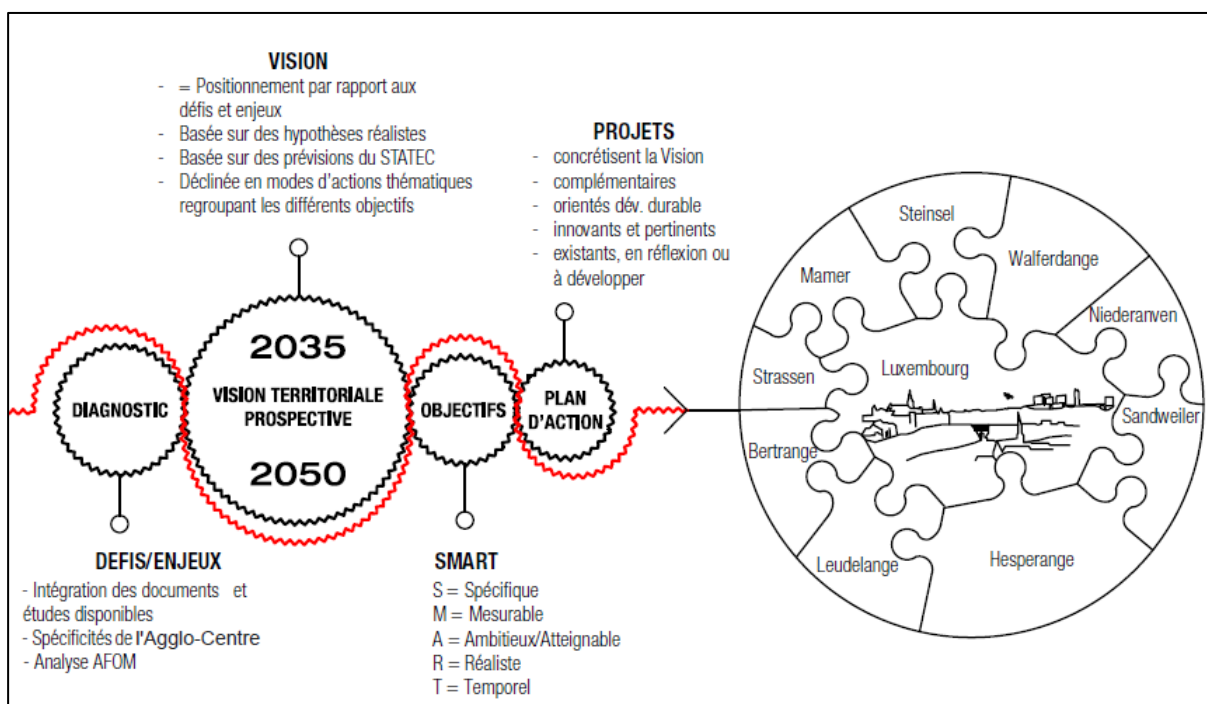 VISION
- = Positionnement par rapport aux
défis et enjeux
- Basée sur des hypothèses réalistes
- Basée sur des prévisions du STATEC
- Déclinée en modes d'actions thématiques
regroupant les différents objectifs
PROJETS
- concrétisent la Vision
- complémentaires
- orientés dév. durable
- innovants et pertinents
- existants, en réflexion ou
à développer
DIAGNOSTIC
2035
VISION TERRITORIALE
PROSPECTIVE
2050
OBJECTIFS
PLAN
D'ACTION
DEFIS/ENJEUX
- Intégration des documents et
études disponibles
- Spécificités de l'Agglo-Centre
- Analyse AFOM
SMART
S = Spécifique
M = Mesurable
A = Ambitieux/Atteignable
R = Réaliste
T = Temporel
Steinsel
Walferdange
Mamer
Niederanven
Strassen
Luxembourg
Sandweiler
Bertrange
Leudelange
Hesperange